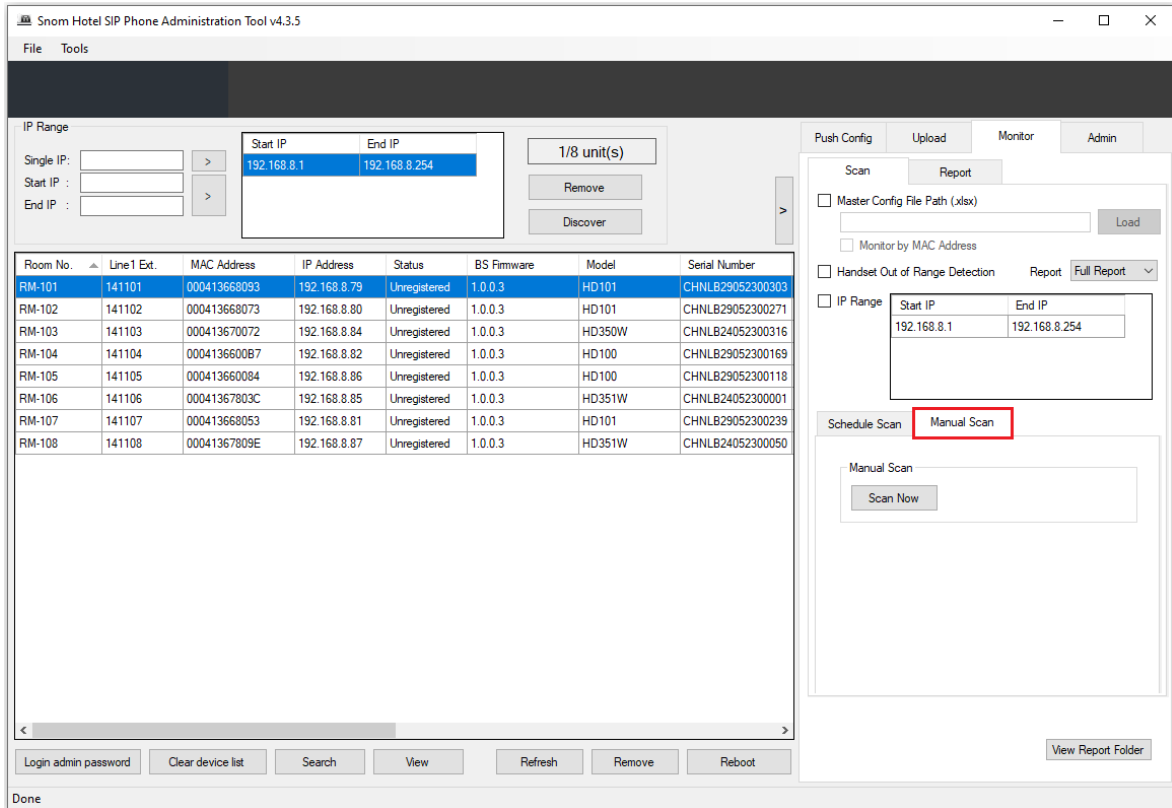 Snom Hotel SIP Phone Administration Tool v4.3.5
File Tools
IP Range
Single IP: >
Start IP : >
End IP :
Start IP End IP
192.168.8.1 192.168.8.254
1/8 unit(s)
Remove
Discover
>
Room No. Line1 Ext. MAC Address IP Address Status BS Firmware Model Serial Number
RM-101 141101 000413668093 192.168.8.79 Unregistered 1.0.0.3 HD101 CHNLB29052300303
RM-102 141102 000413668073 192.168.8.80 Unregistered 1.0.0.3 HD101 CHNLB29052300271
RM-103 141103 000413670072 192.168.8.84 Unregistered 1.0.0.3 HD350W CHNLB24052300316
RM-104 141104 0004136600B7 192.168.8.82 Unregistered 1.0.0.3 HD100 CHNLB29052300169
RM-105 141105 000413660084 192.168.8.86 Unregistered 1.0.0.3 HD100 CHNLB29052300118
RM-106 141106 00041367803C 192.168.8.85 Unregistered 1.0.0.3 HD351W CHNLB24052300001
RM-107 141107 000413668053 192.168.8.81 Unregistered 1.0.0.3 HD101 CHNLB29052300239
RM-108 141108 00041367809E 192.168.8.87 Unregistered 1.0.0.3 HD351W CHNLB24052300050
Login admin password Clear device list Search View Refresh Remove Reboot
Done
Push Config Upload Monitor Admin
Scan Report
Master Config File Path (.xlsx)
Load
Monitor by MAC Address
Handset Out of Range Detection Report Full Report
IP Range
Start IP End IP
192.168.8.1 192.168.8.254
Schedule Scan Manual Scan
Manual Scan
Scan Now
View Report Folder